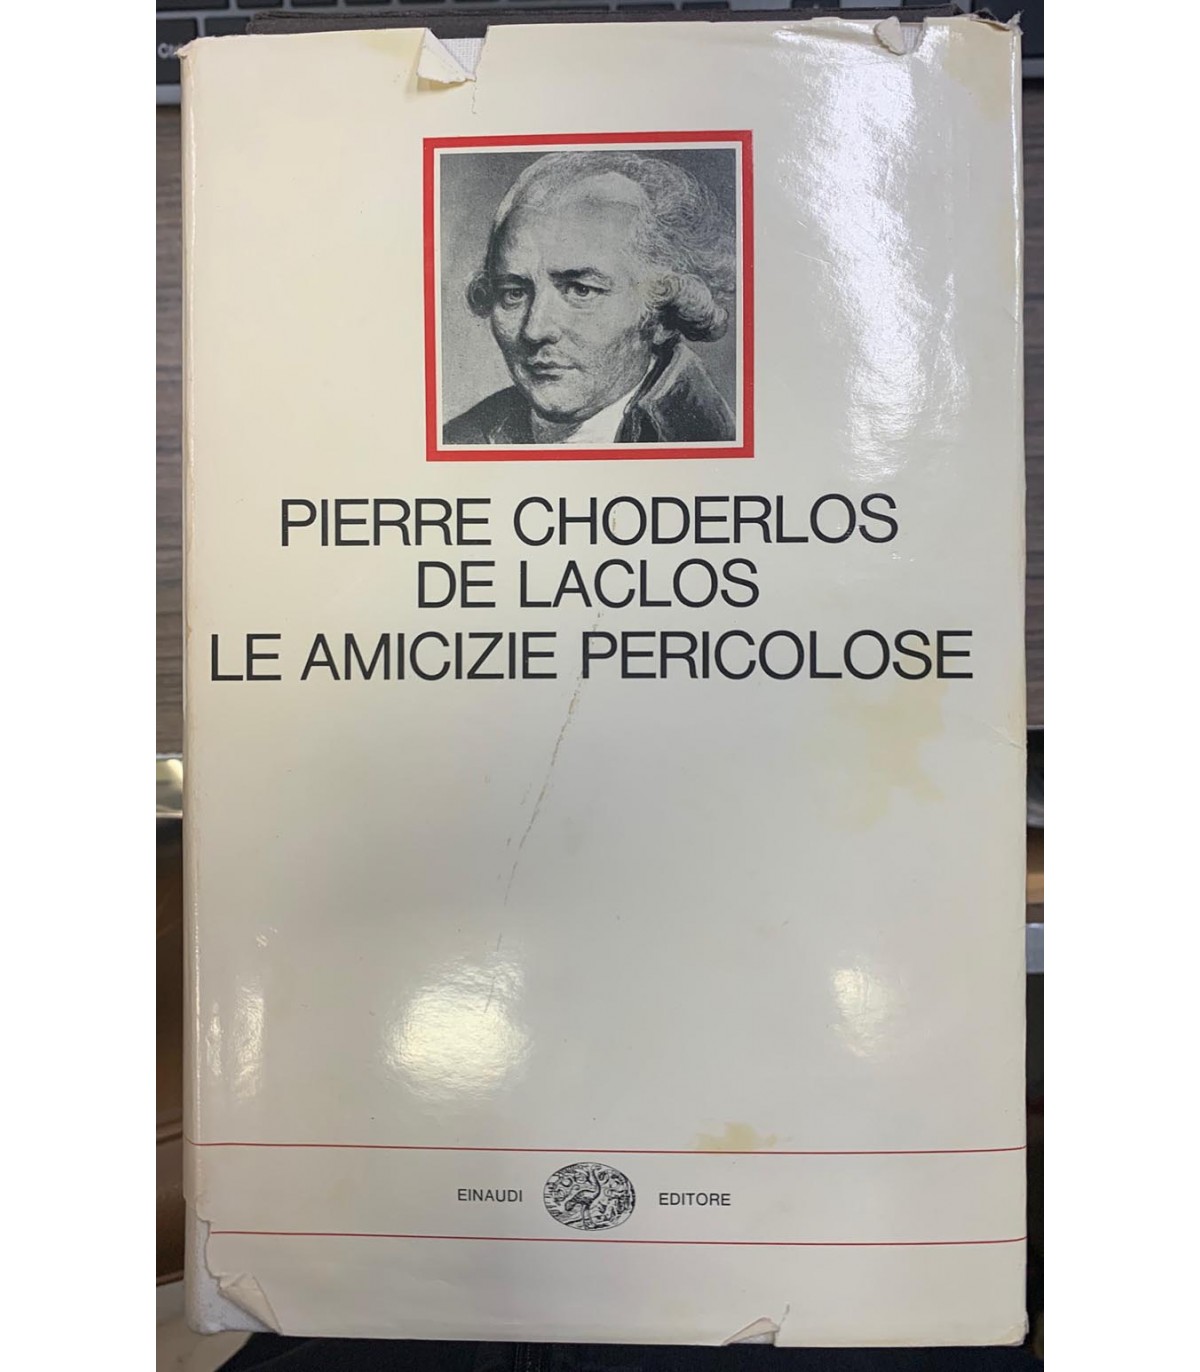 PIERRE CHODERLOS
DE LACLOS
LE AMICIZIE PERICOLOSE
EINAUDI EDITORE